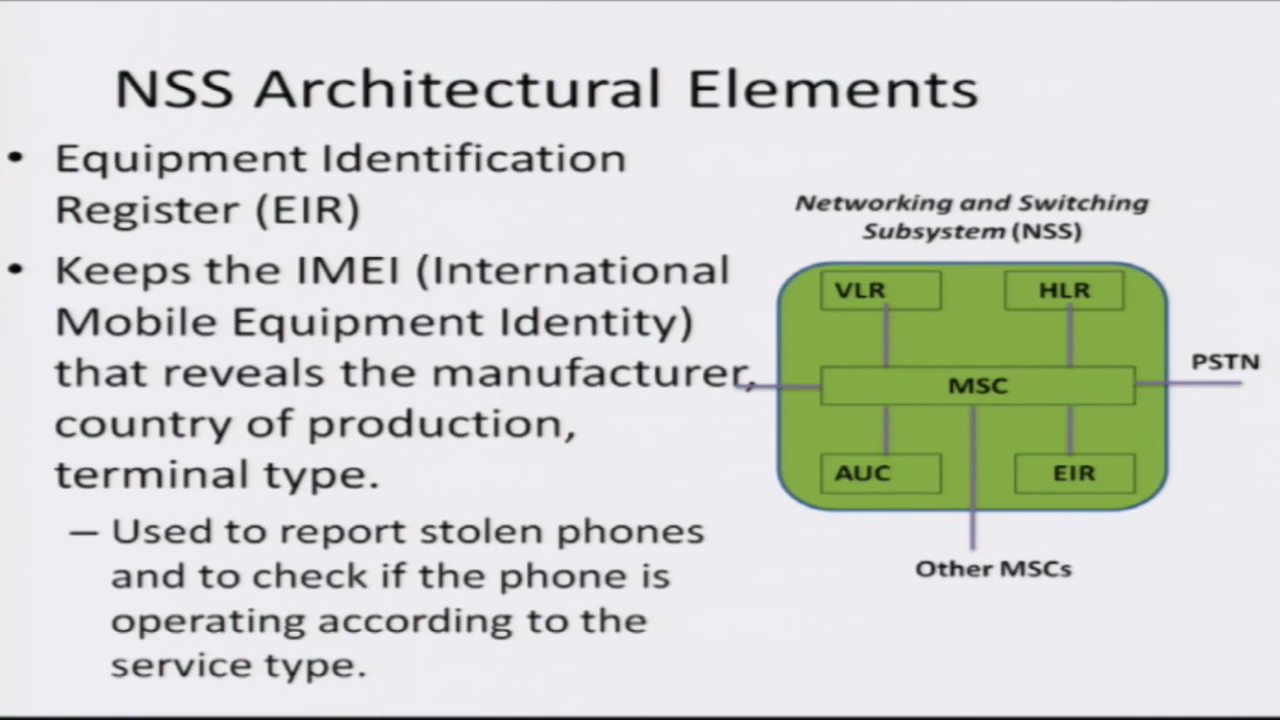 NSS Architectural Elements
• Equipment Identification
Register (EIR)
• Keeps the IMEI (International
Mobile Equipment Identity)
that reveals the manufacturer,
country of production,
terminal type.
– Used to report stolen phones
and to check if the phone is
operating according to the
service type.
Networking and Switching
Subsystem (NSS)
VLR
HLR
MSC
PSTN
AUC
EIR
Other MSCs